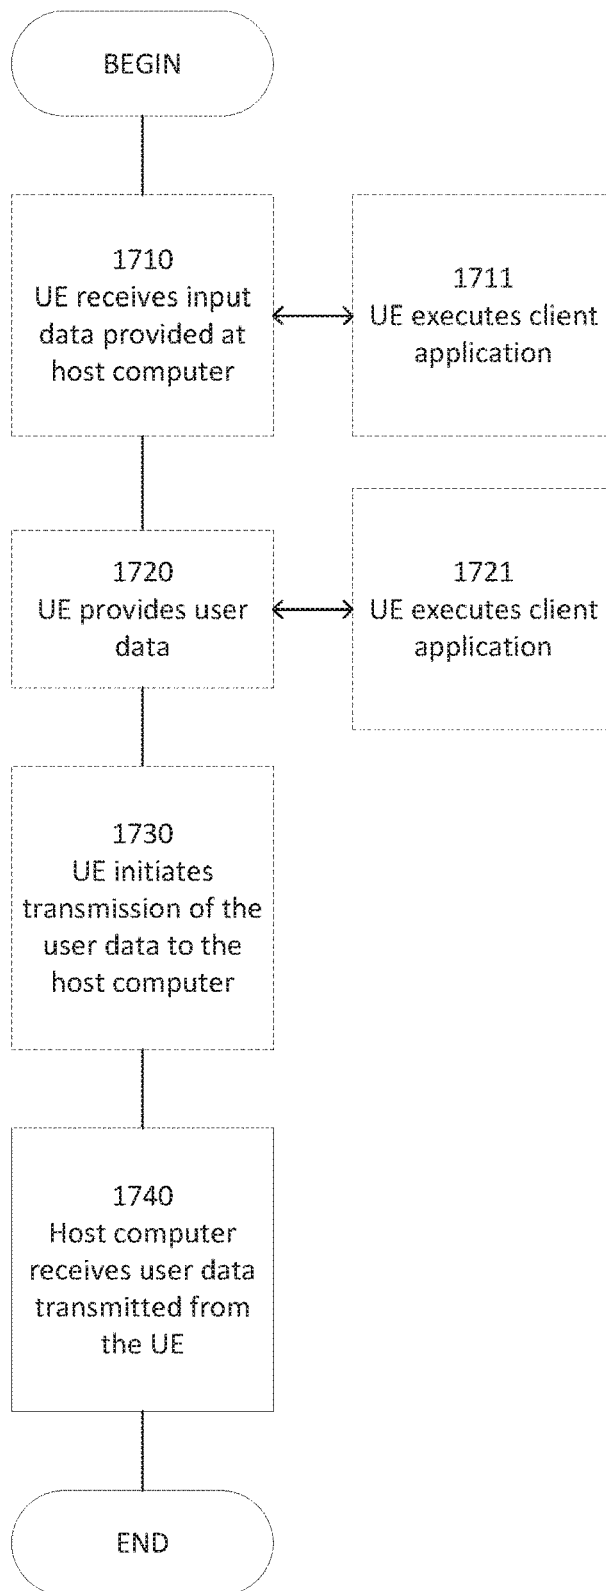 BEGIN
1710
UE receives input
data provided at
host computer
1711
UE executes client
application
1720
UE provides user
data
1721
UE executes client
application
1730
UE initiates
transmission of the
user data to the
host computer
1740
Host computer
receives user data
transmitted from
the UE
END